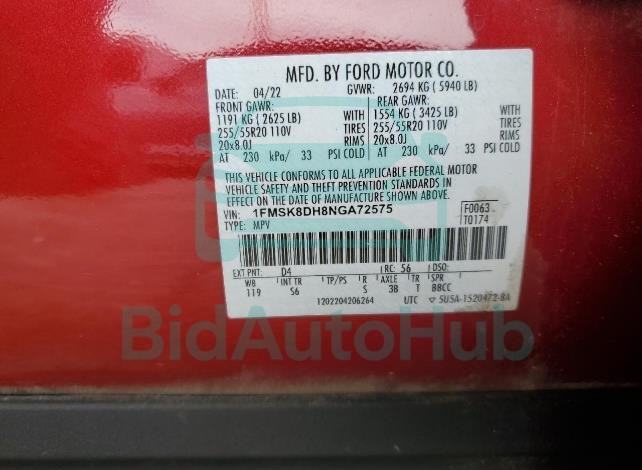 MFD. BY FORD MOTOR CO.
DATE: 04/22 GVWR: 2694 KG ( 5940 LB)
FRONT GAWR: REAR GAWR:
1191 KG ( 2625 LB) WITH 1554 KG ( 3425 LB) WITH
255/55R20 110V TIRES 255/55R20 110V TIRES
20x8.0J RIMS 20x8.0J RIMS
AT 230 kPa/ 33 PSI COLD AT 230 kPa/ 33 PSI COLD
THIS VEHICLE CONFORMS TO ALL APPLICABLE FEDERAL MOTOR
VEHICLE SAFETY AND THEFT PREVENTION STANDARDS IN
EFFECT ON THE DATE OF MANUFACTURE SHOWN ABOVE.
VIN: 1FMSK8DH8NGA72575 F0063
TYPE: MPV T0174
EXT PNT: D4 RC: 56 DSO:
WB INT TR TP/PS R AXLE TR SPR
119 S6 S 3B T BBCC
1202204206264 UTC ▽ 5U5A-1520472-BA
BidAutoHub